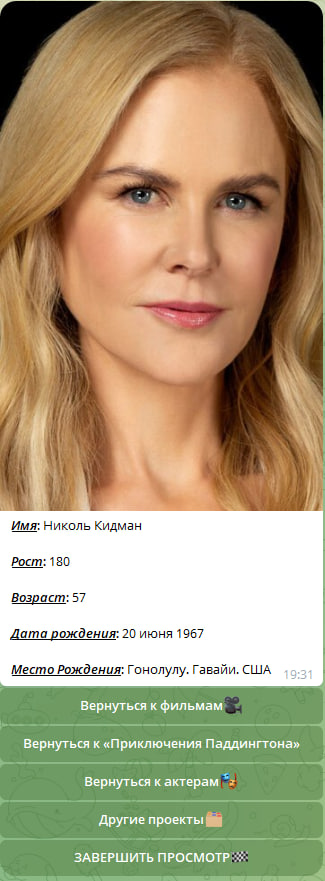 Имя: Николь Кидман
Рост: 180
Возраст: 57
Дата рождения: 20 июня 1967
Место Рождения: Гонолулу. Гавайи. США
19:31
Вернуться к фильмам
Вернуться к «Приключения Паддингтона»
Вернуться к актерам
Другие проекты
ЗАВЕРШИТЬ ПРОСМОТР